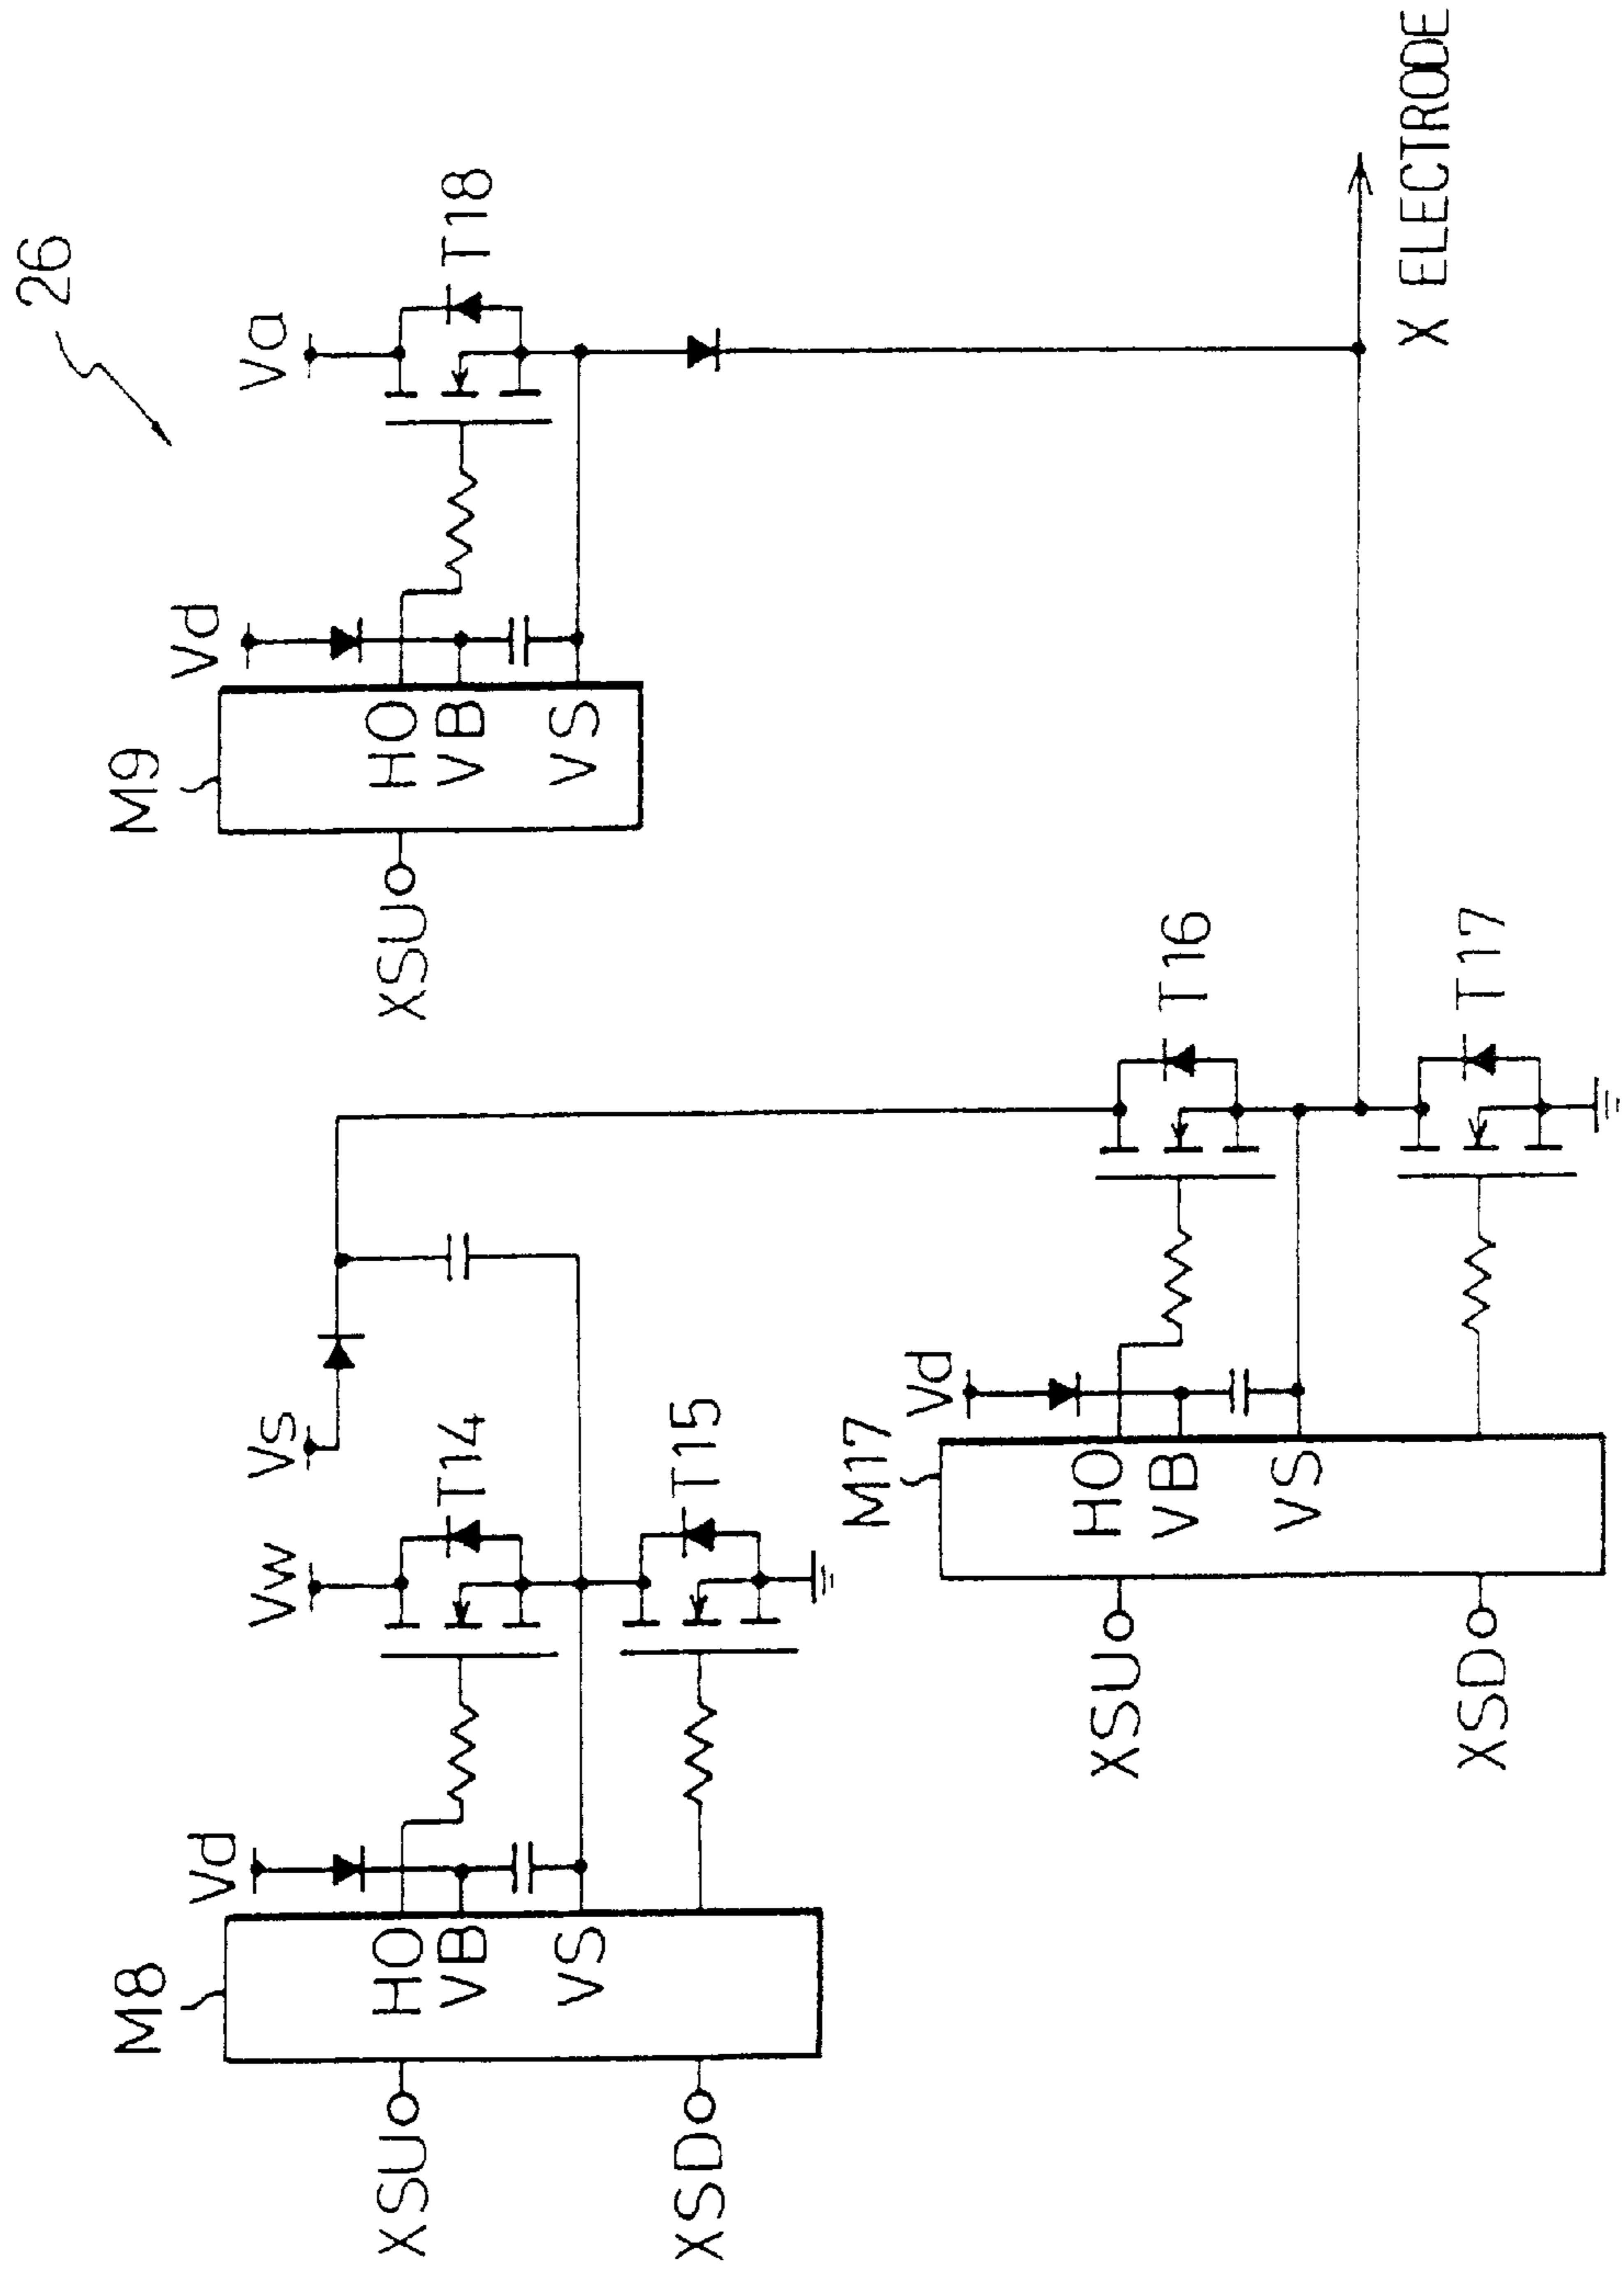 26
Va
T18
Vd
M9
HO
VB
VS
XSU
Vs
Vw
T14
T15
Vd
M8
HO
VB
VS
XSU
XSD
T16
T17
Vd
M17
HO
VB
VS
XSU
XSD
X ELECTRODE